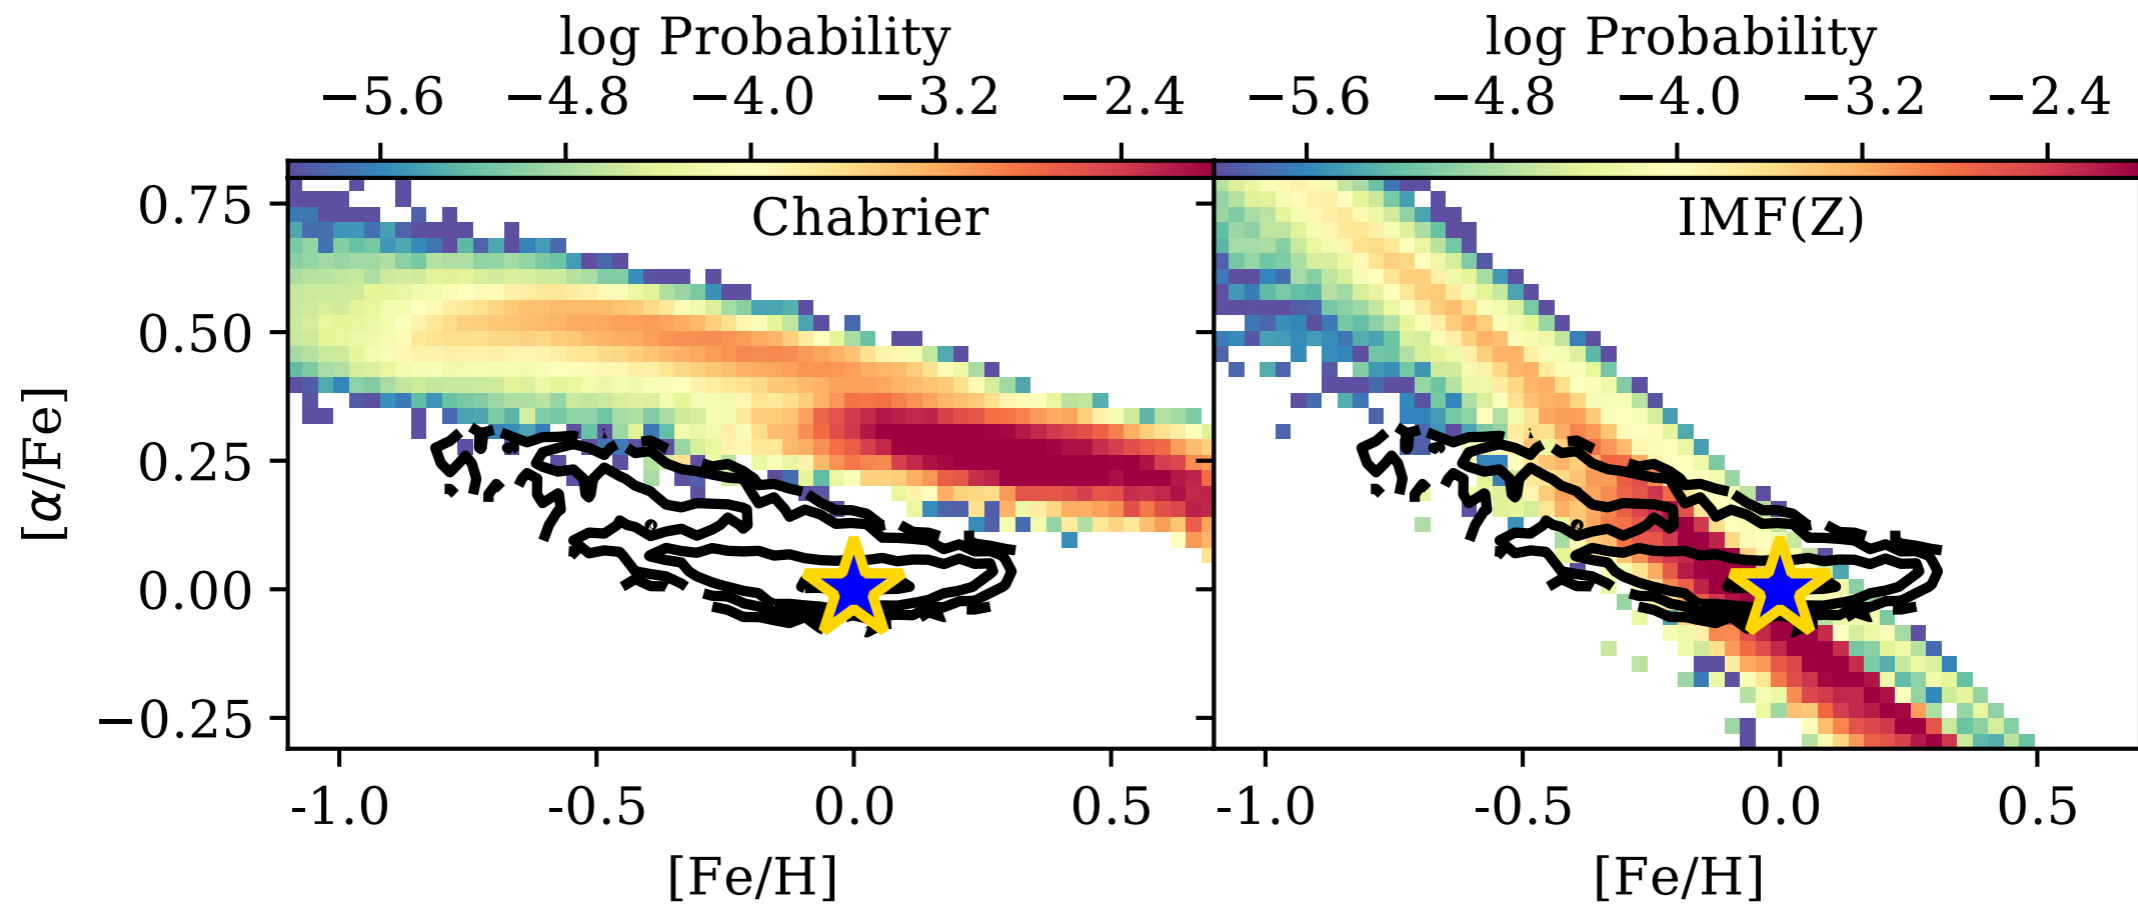 log Probability log Probability
−5.6 −4.8 −4.0 −3.2 −2.4 −5.6 −4.8 −4.0 −3.2 −2.4
Chabrier IMF(Z)
0.75
0.50
0.25
0.00
−0.25
[α/Fe]
-1.0 -0.5 0.0 0.5 -1.0 -0.5 0.0 0.5
[Fe/H] [Fe/H]